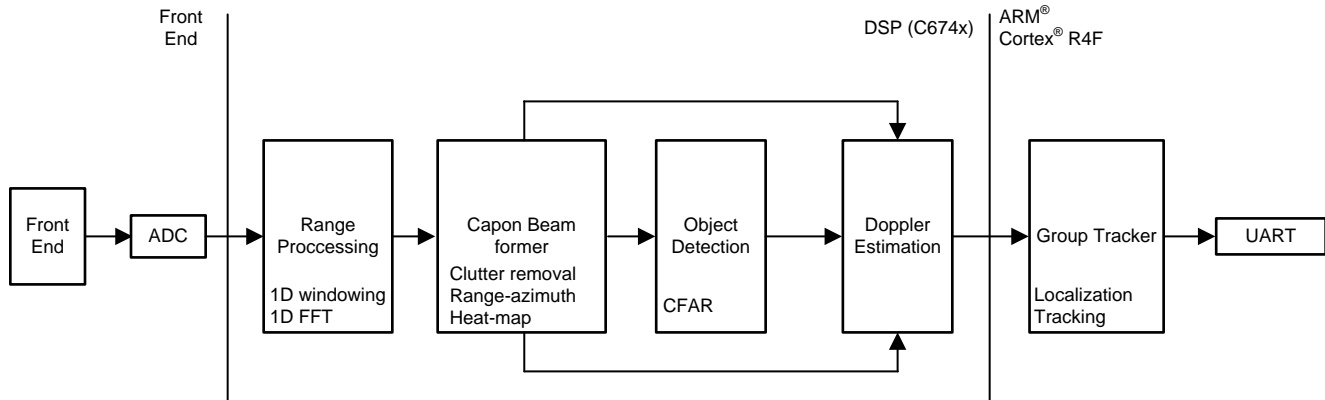 Front
End
DSP (C674x)
ARM®
Cortex® R4F
Front
End
ADC
Range
Proccessing
1D windowing
1D FFT
Capon Beam
former
Clutter removal
Range-azimuth
Heat-map
Object
Detection
CFAR
Doppler
Estimation
Group Tracker
Localization
Tracking
UART